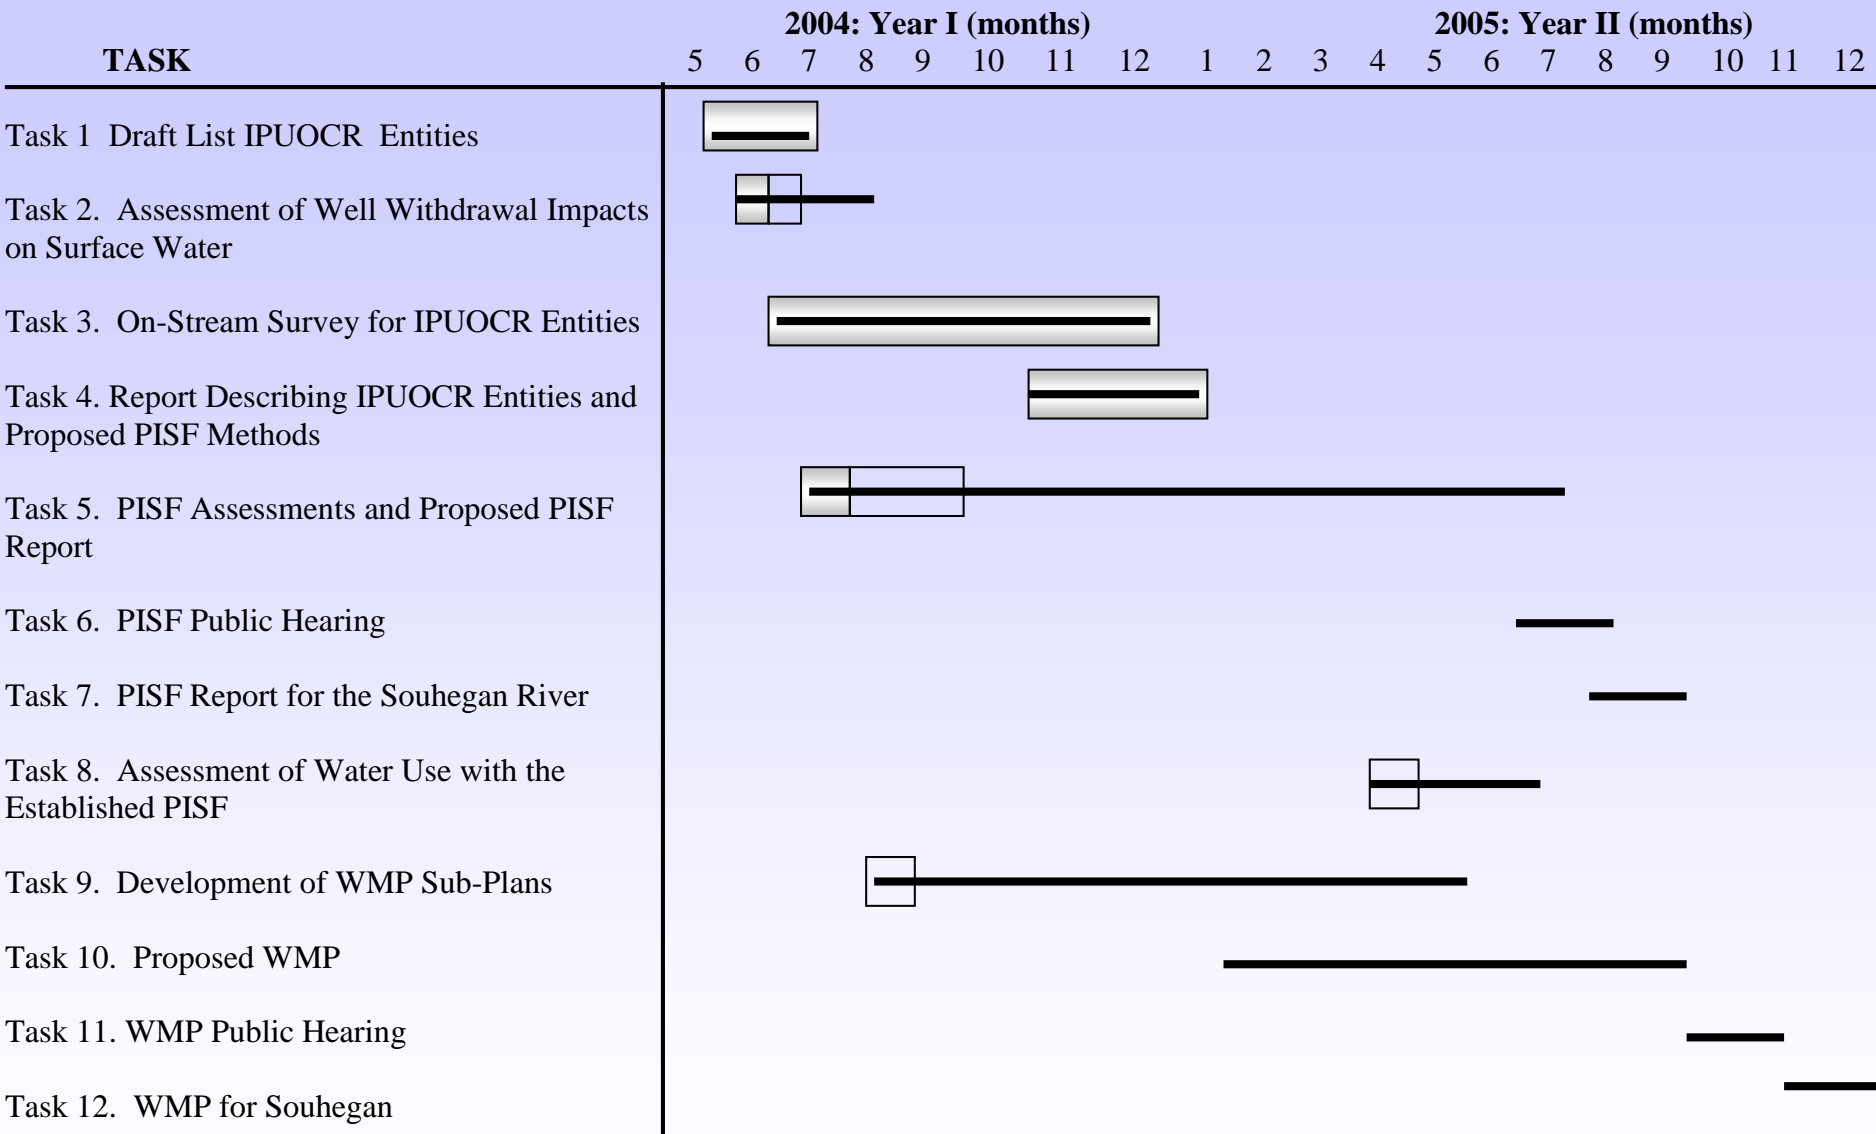 2004: Year I (months) 2005: Year II (months)
TASK 5 6 7 8 9 10 11 12 1 2 3 4 5 6 7 8 9 10 11 12
Task 1 Draft List IPUOCR Entities
Task 2. Assessment of Well Withdrawal Impacts
on Surface Water
Task 3. On-Stream Survey for IPUOCR Entities
Task 4. Report Describing IPUOCR Entities and
Proposed PISF Methods
Task 5. PISF Assessments and Proposed PISF
Report
Task 6. PISF Public Hearing
Task 7. PISF Report for the Souhegan River
Task 8. Assessment of Water Use with the
Established PISF
Task 9. Development of WMP Sub-Plans
Task 10. Proposed WMP
Task 11. WMP Public Hearing
Task 12. WMP for Souhegan